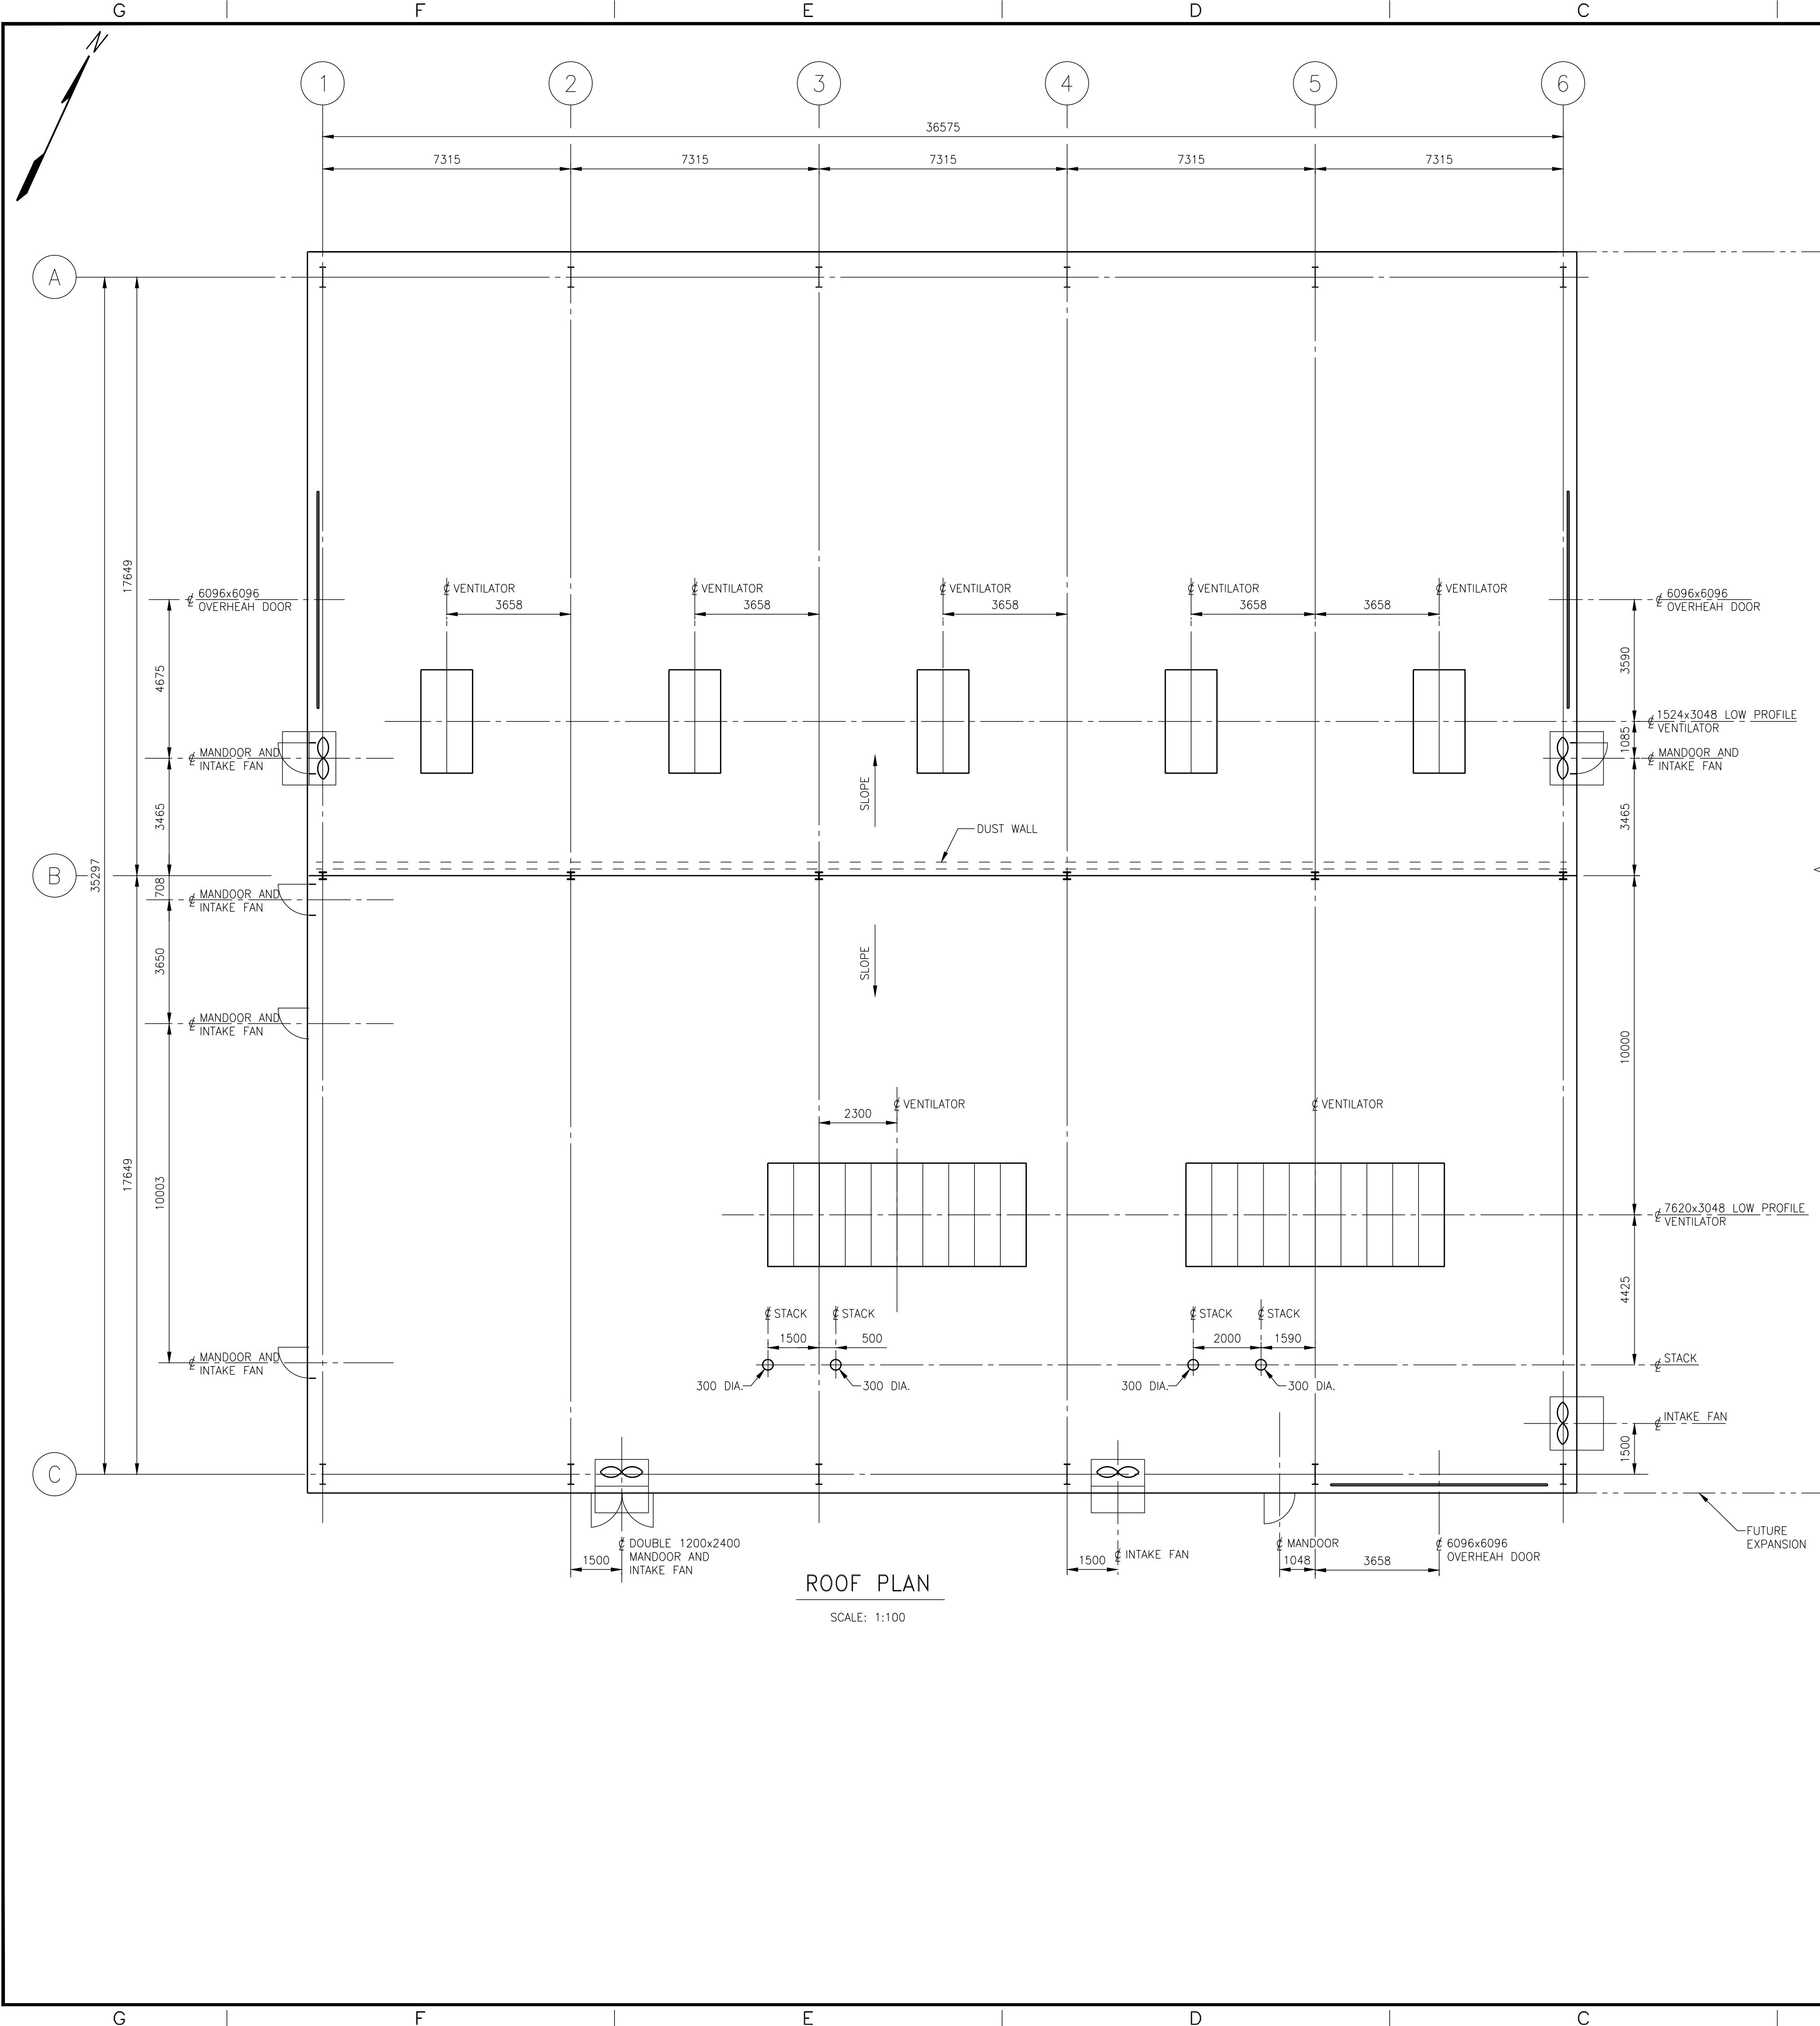 G F E D C
N
1 2 3 4 5 6
36575
7315 7315 7315 7315 7315
A
17649
℄ 6096x6096
OVERHEAH DOOR
℄ VENTILATOR ℄ VENTILATOR ℄ VENTILATOR ℄ VENTILATOR ℄ VENTILATOR
3658 3658 3658 3658 3658
℄ 6096x6096
OVERHEAH DOOR
4675
3590
℄ 1524x3048 LOW PROFILE
VENTILATOR
1085
℄ MANDOOR AND
INTAKE FAN
℄ MANDOOR AND
INTAKE FAN
SLOPE
3465
3465
DUST WALL
B
35297
708
℄ MANDOOR AND
INTAKE FAN
3650
SLOPE
℄ MANDOOR AND
INTAKE FAN
10000
℄ VENTILATOR
2300
℄ VENTILATOR
17649
10003
℄ 7620x3048 LOW PROFILE
VENTILATOR
4425
℄ STACK ℄ STACK ℄ STACK ℄ STACK
1500 500 2000 1590
℄ MANDOOR AND
INTAKE FAN
℄ STACK
300 DIA. 300 DIA. 300 DIA. 300 DIA.
℄ INTAKE FAN
1500
C
℄ DOUBLE 1200x2400
MANDOOR AND
INTAKE FAN
1500
1500
℄ INTAKE FAN
℄ MANDOOR
1048
3658
℄ 6096x6096
OVERHEAH DOOR
FUTURE
EXPANSION
ROOF PLAN
SCALE: 1:100
G F E D C